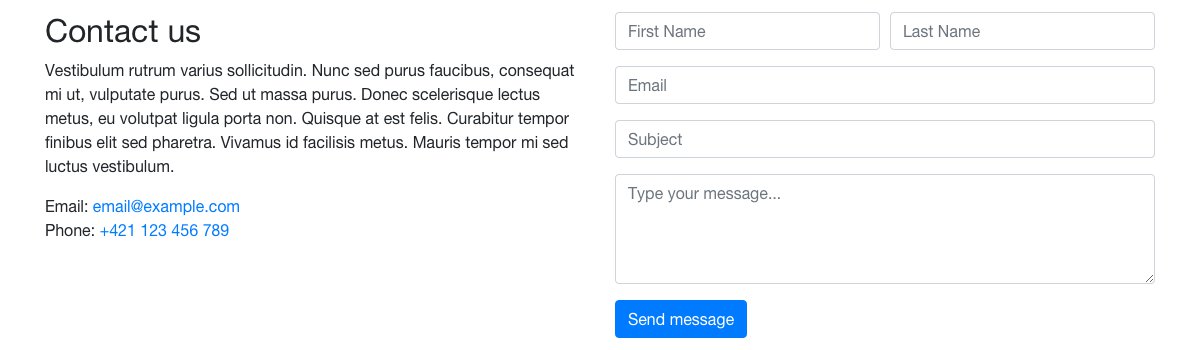 Contact us
Vestibulum rutrum varius sollicitudin. Nunc sed purus faucibus, consequat
mi ut, vulputate purus. Sed ut massa purus. Donec scelerisque lectus
metus, eu volutpat ligula porta non. Quisque at est felis. Curabitur tempor
finibus elit sed pharetra. Vivamus id facilisis metus. Mauris tempor mi sed
luctus vestibulum.
Email: email@example.com
Phone: +421 123 456 789
First Name
Last Name
Email
Subject
Type your message...
Send message